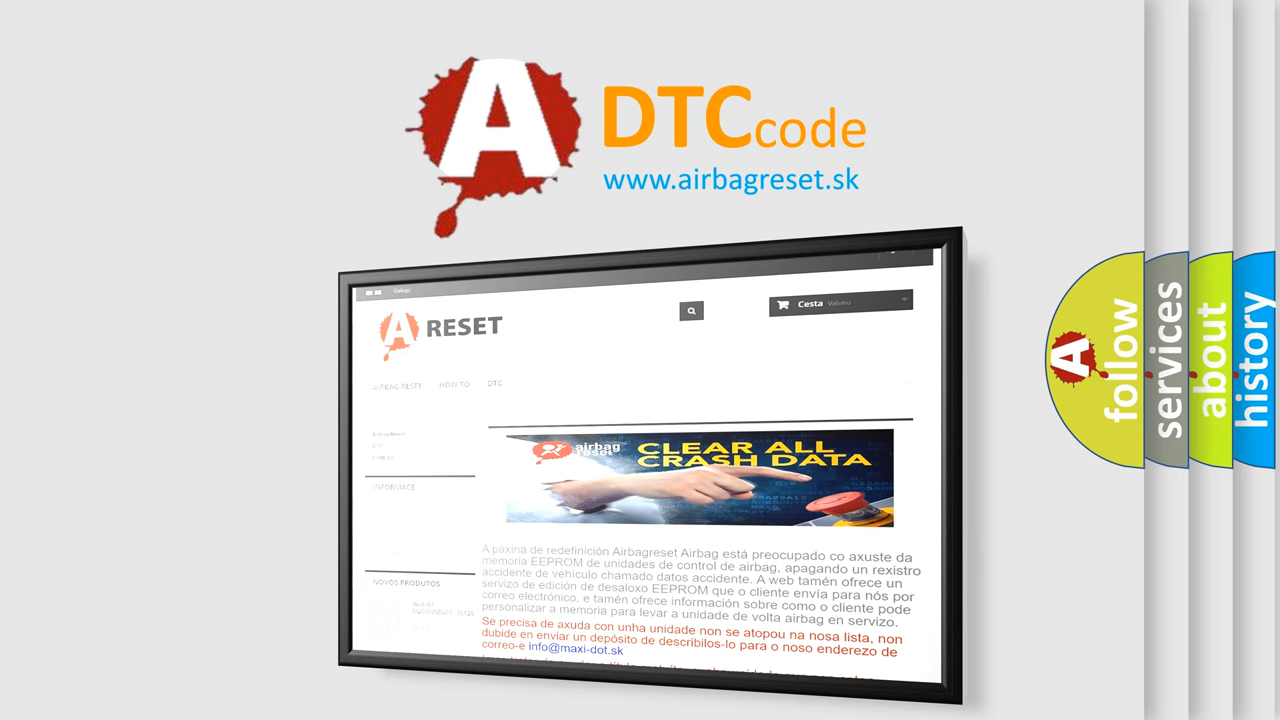 A DTCcode
www.airbagreset.sk
Galego
A RESET
Cesta Valeiro
AIRBAG RESET HOW TO DTC
INFORMACE
NOVOS PRODUTOS
airbag
reset
CLEAR ALL
CRASH DATA
A páxina de redefinición Airbagreset Airbag está preocupado co axuste da
memoria EEPROM de unidades de control de airbag, apagando un rexistro
accidente de vehículo chamado datos accidente. A web tamén ofrece un
servizo de edición de desaloxo EEPROM que o cliente envía para nós por
correo electrónico, e tamén ofrece información sobre como o cliente pode
personalizar a memoria para levar a unidade de volta airbag en servizo.
Se precisa de axuda con unha unidade non se atopou na nosa lista, non
dubide en enviar un depósito de describilos-lo para o noso enderezo de
correo-e info@maxi-dot.sk
A follow
services
about
history